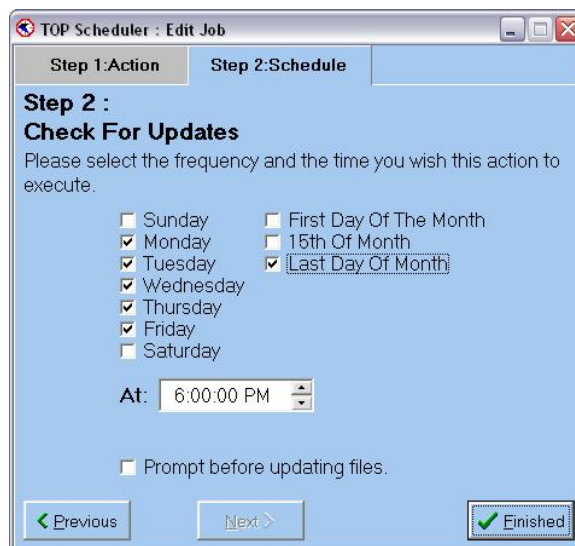 TOP Scheduler : Edit Job
Step 1:Action Step 2:Schedule
Step 2 :
Check For Updates
Please select the frequency and the time you wish this action to
execute.
Sunday First Day Of The Month
Monday 15th Of Month
Tuesday Last Day Of Month
Wednesday
Thursday
Friday
Saturday
At: 6:00:00 PM
Prompt before updating files.
< Previous Next > Finished